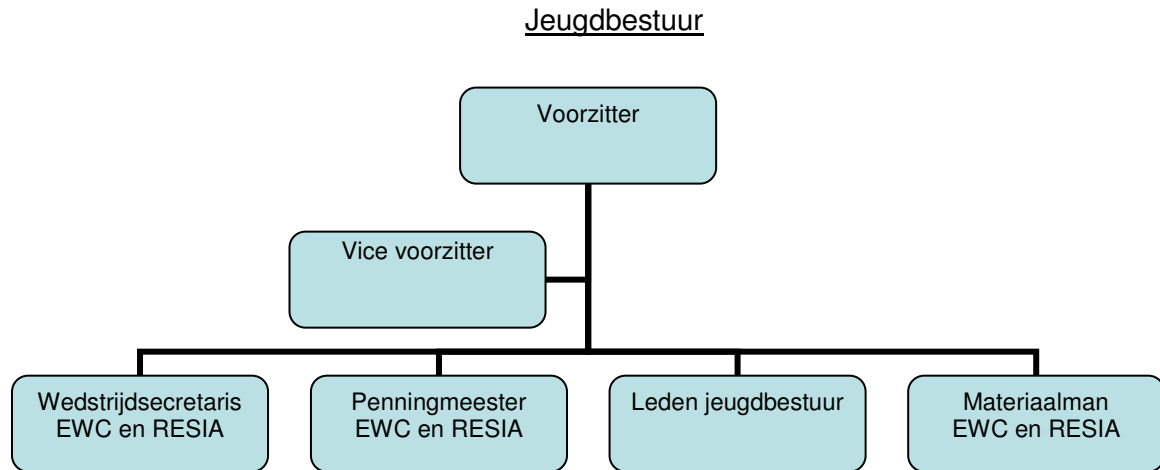 Jeugdbestuur
Voorzitter
Vice voorzitter
Wedstrijdsecretaris
EWC en RESIA
Penningmeester
EWC en RESIA
Leden jeugdbestuur
Materiaalman
EWC en RESIA